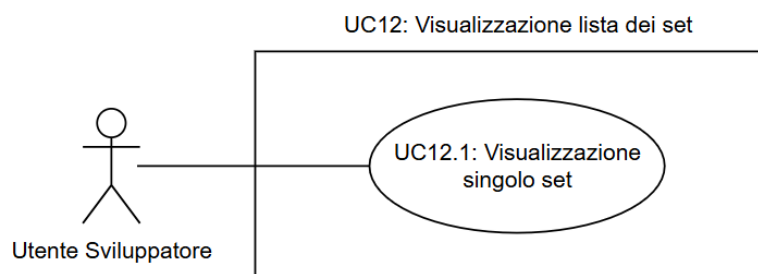 UC12: Visualizzazione lista dei set
UC12.1: Visualizzazione
singolo set
Utente Sviluppatore